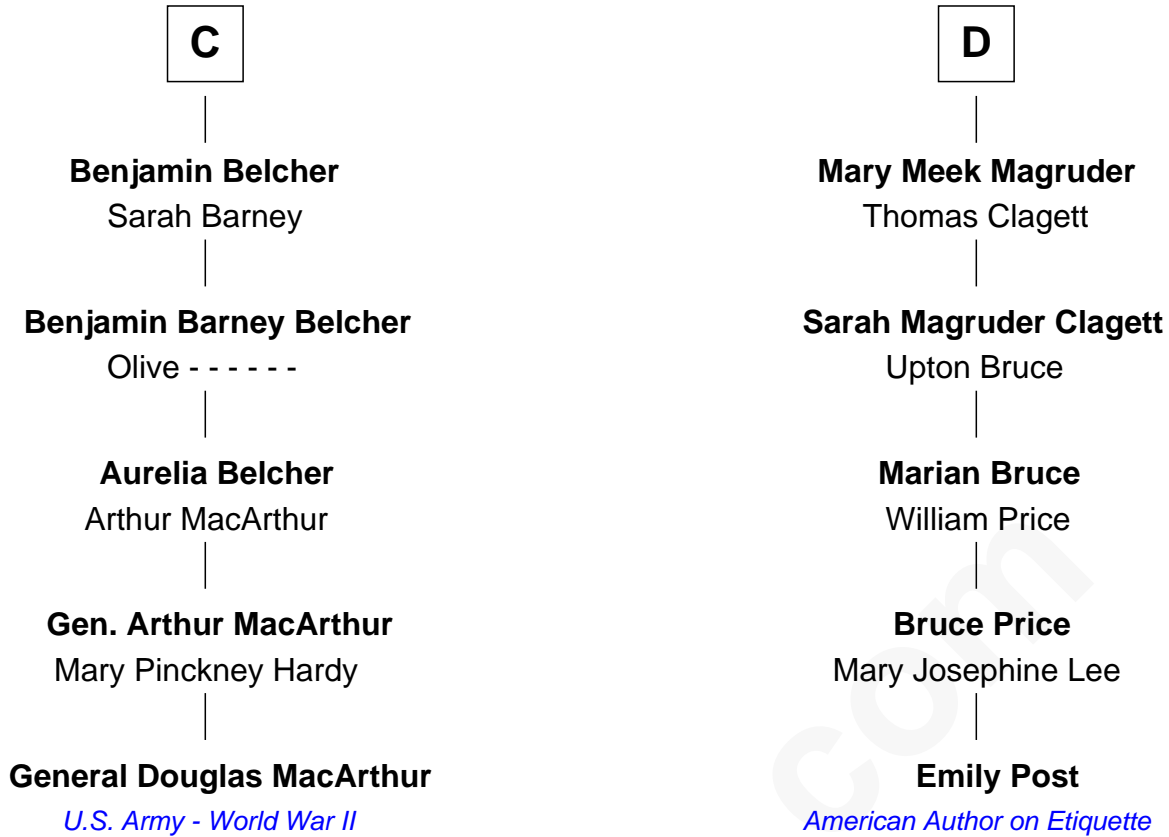 C
Benjamin Belcher
Sarah Barney
Benjamin Barney Belcher
Olive - - - - - -
Aurelia Belcher
Arthur MacArthur
Gen. Arthur MacArthur
Mary Pinckney Hardy
General Douglas MacArthur
U.S. Army - World War II
D
Mary Meek Magruder
Thomas Clagett
Sarah Magruder Clagett
Upton Bruce
Marian Bruce
William Price
Bruce Price
Mary Josephine Lee
Emily Post
American Author on Etiquette
com